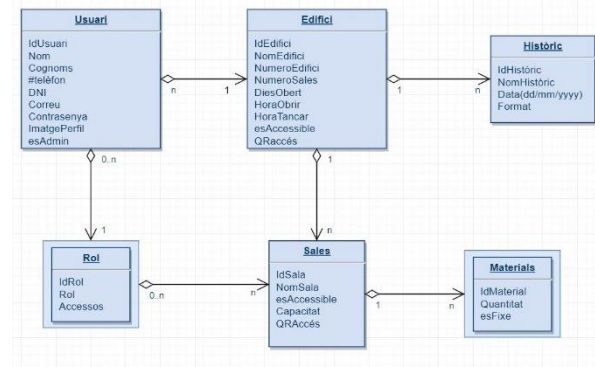 Usuari
IdUsuari
Nom
Cognoms
#telèfon
DNI
Correu
Contrasenya
ImatgePerfil
esAdmin
n
1
Edifici
IdEdifici
NomEdifici
NumeroEdifici
NumeroSales
DiesObert
HoraObrir
HoraTancar
esAccessible
QRaccés
1
n
Històric
IdHistòric
NomHistòric
Data(dd/mm/yyyy)
Format
0..n
1
1
n
Rol
IdRol
Rol
Accessos
0..n
n
Sales
IdSala
NomSala
esAccessible
Capacitat
QRAccés
1
n
Materials
IdMaterial
Quantitat
esFixe